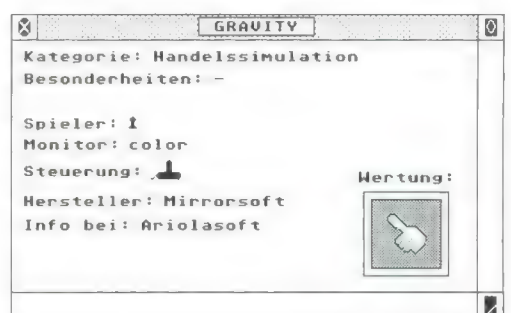 GRAVITY
Kategorie: Handelssimulation
Besonderheiten: -
Spieler: 1
Monitor: color
Steuerung:
Wertung:
Hersteller: Mirrorsoft
Info bei: Ariolasoft